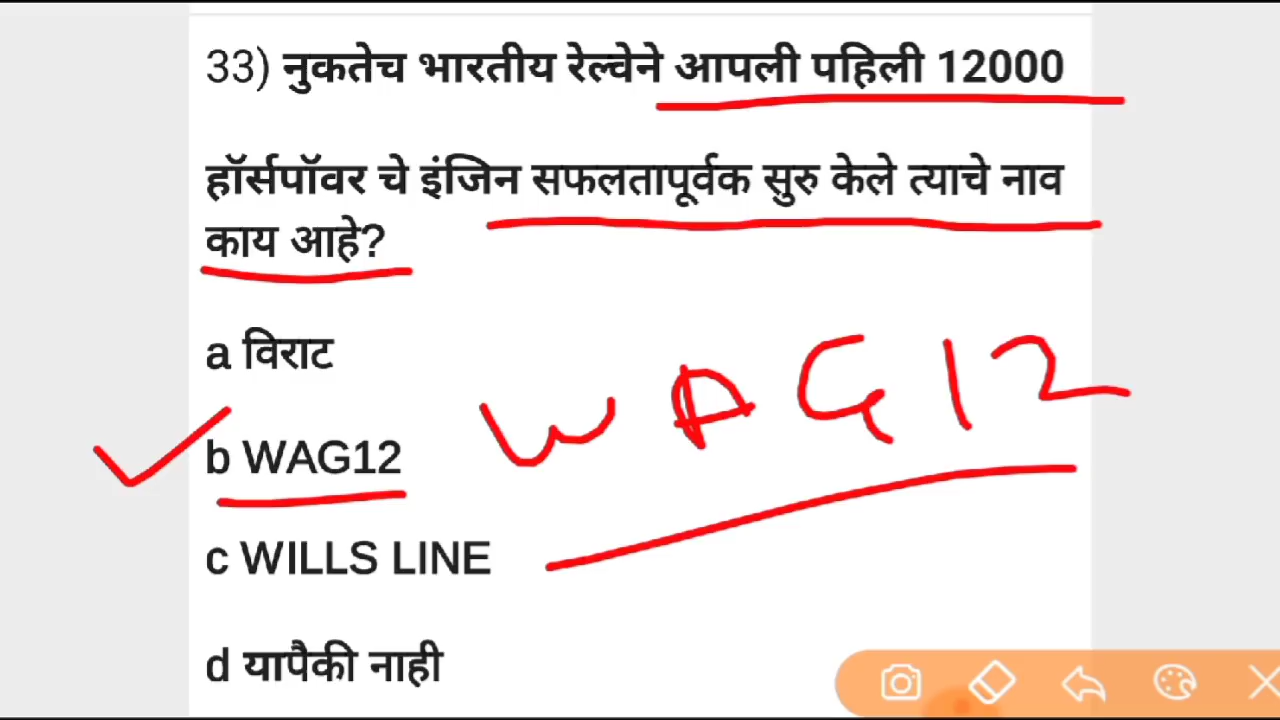 33) नुकतेच भारतीय रेल्वेने आपली पहिली 12000
हॉर्सपॉवर चे इंजिन सफलतापूर्वक सुरु केले त्याचे नाव
काय आहे?
a विराट
b WAG12
WAG12
c WILLS LINE
d यापैकी नाही